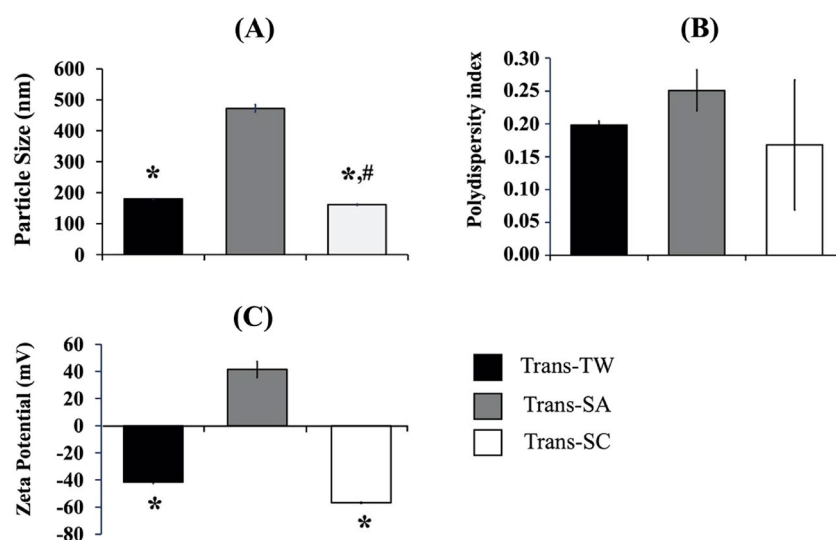 (A)
Particle Size (nm)
600
500
400
300
200
100
0
*
*,#
(B)
Polydispersity index
0.30
0.25
0.20
0.15
0.10
0.05
0.00
(C)
Zeta Potential (mV)
60
40
20
0
-20
-40
-60
-80
*
*
Trans-TW
Trans-SA
Trans-SC